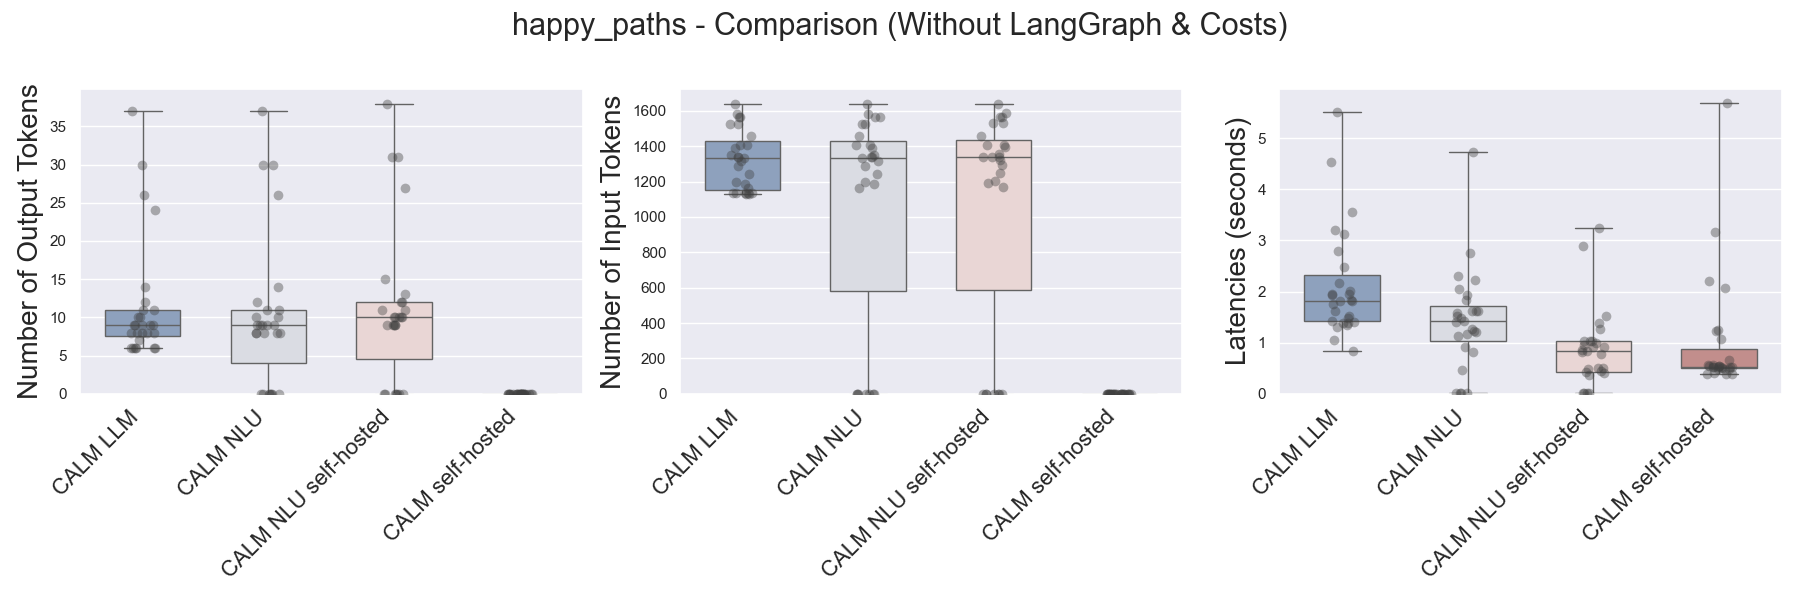 happy_paths - Comparison (Without LangGraph & Costs)
Number of Output Tokens
35
30
25
20
15
10
5
0
CALM LLM
CALM NLU
CALM NLU self-hosted
CALM self-hosted
Number of Input Tokens
1600
1400
1200
1000
800
600
400
200
0
CALM LLM
CALM NLU
CALM NLU self-hosted
CALM self-hosted
Latencies (seconds)
5
4
3
2
1
0
CALM LLM
CALM NLU
CALM NLU self-hosted
CALM self-hosted